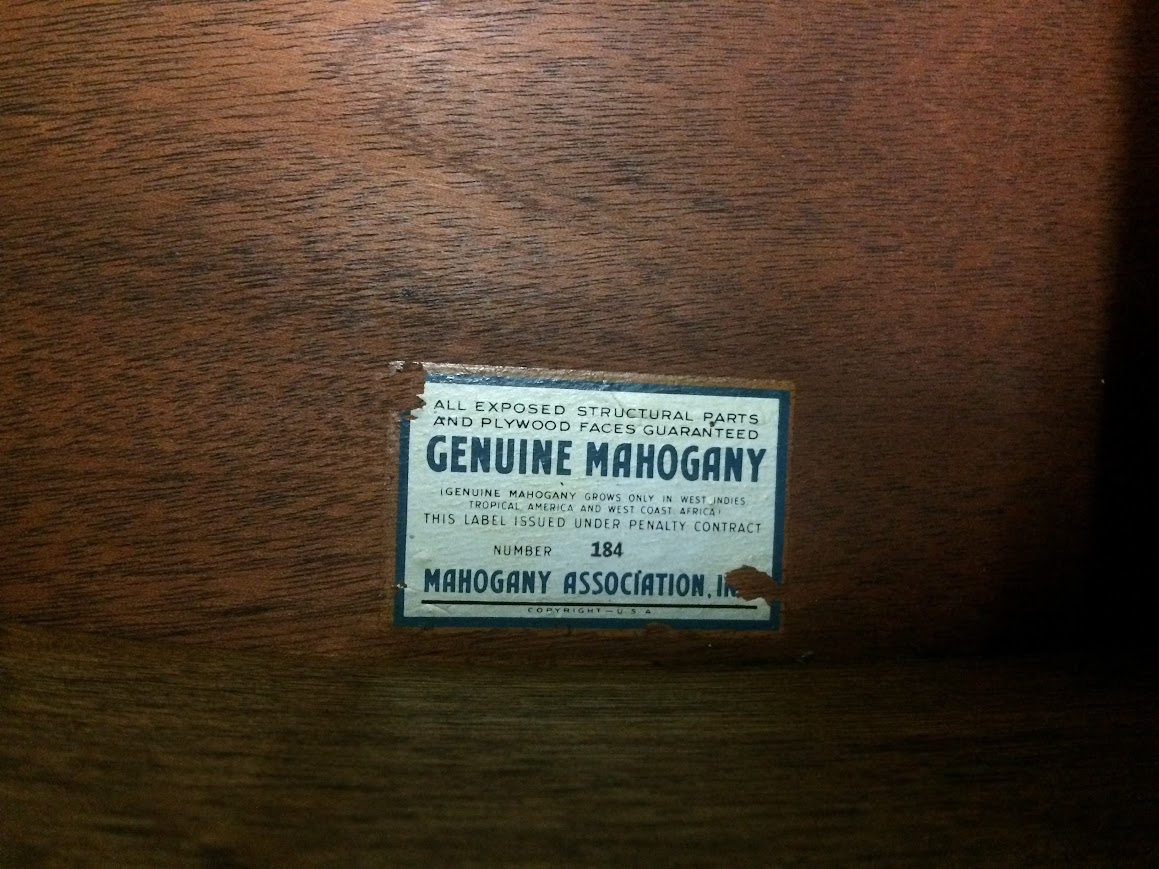 ALL EXPOSED STRUCTURAL PARTS
AND PLYWOOD FACES GUARANTEED
GENUINE MAHOGANY
(GENUINE MAHOGANY GROWS ONLY IN WEST INDIES
TROPICAL AMERICA AND WEST COAST AFRICA)
THIS LABEL ISSUED UNDER PENALTY CONTRACT
NUMBER 184
MAHOGANY ASSOCIATION,
COPYRIGHT — U.S.A.